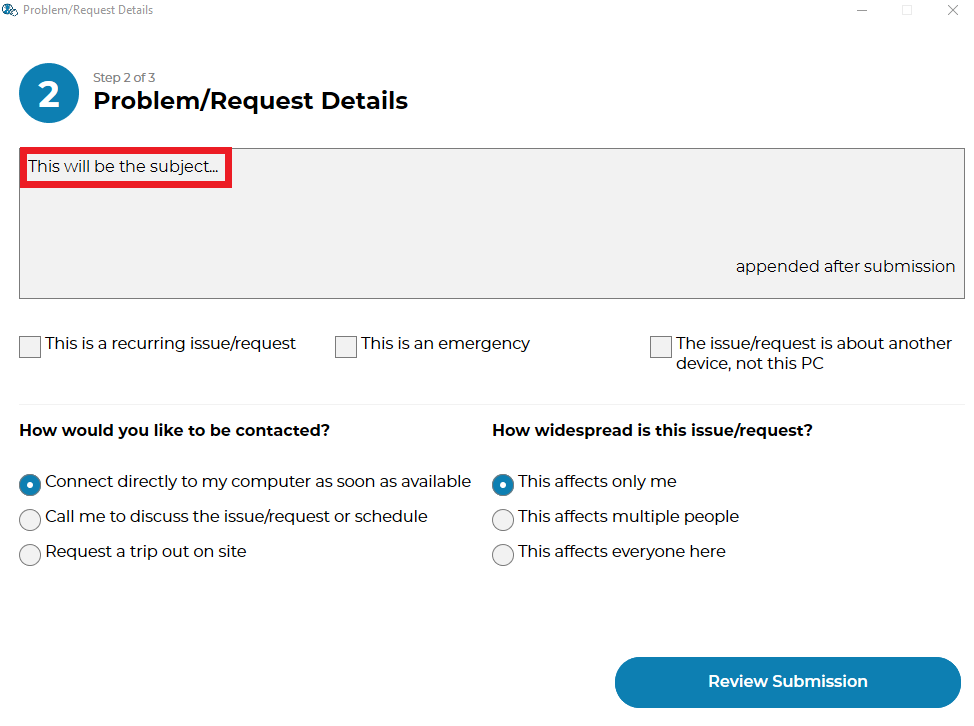 Problem/Request Details
2
Step 2 of 3
Problem/Request Details
This will be the subject...
appended after submission
This is a recurring issue/request
This is an emergency
The issue/request is about another
device, not this PC
How would you like to be contacted?
Connect directly to my computer as soon as available
Call me to discuss the issue/request or schedule
Request a trip out on site
How widespread is this issue/request?
This affects only me
This affects multiple people
This affects everyone here
Review Submission